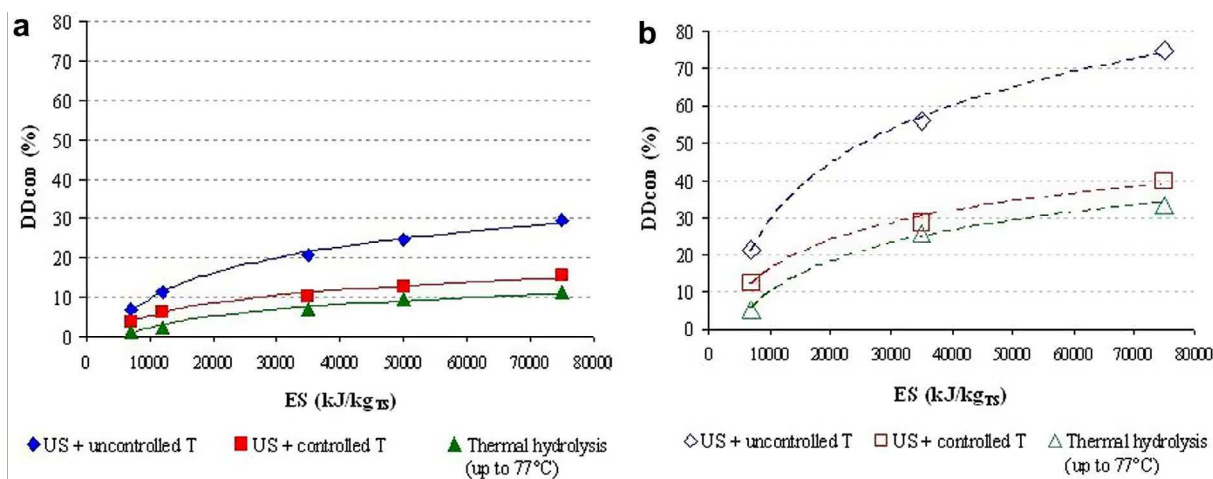 a
80
70
60
50
40
30
20
10
0
DDCOD (%)
0 10000 20000 30000 40000 50000 60000 70000 80000
ES (kJ/kgTS)
US + uncontrolled T US + controlled T Thermal hydrolysis
(up to 77°C)
b
80
70
60
50
40
30
20
10
0
DDCOD (%)
0 10000 20000 30000 40000 50000 60000 70000 80000
ES (kJ/kgTS)
US + uncontrolled T US + controlled T Thermal hydrolysis
(up to 77°C)